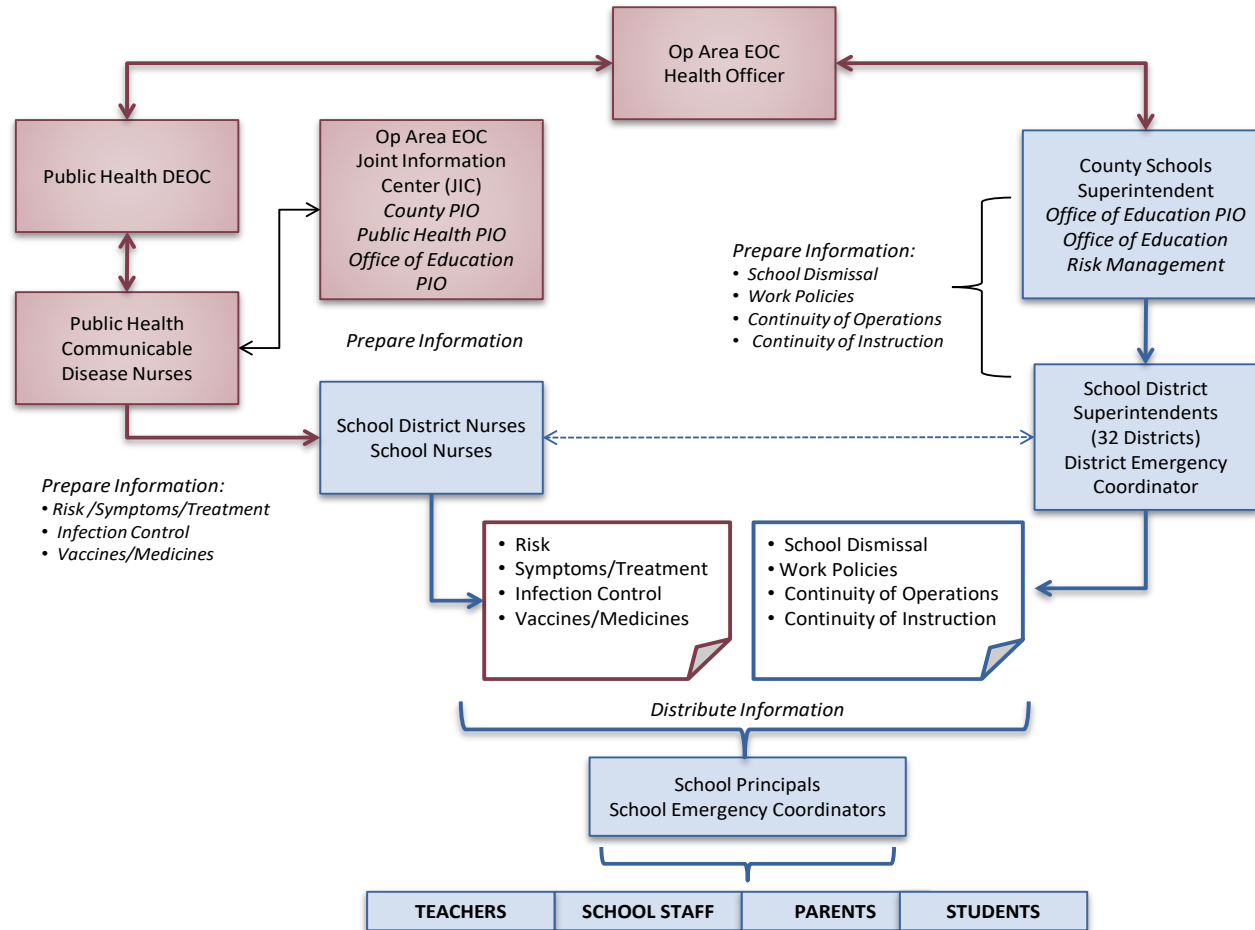 Op Area EOC
Health Officer
Public Health DEOC
Op Area EOC
Joint Information
Center (JIC)
County PIO
Public Health PIO
Office of Education
PIO
County Schools
Superintendent
Office of Education PIO
Office of Education
Risk Management
Prepare Information:
• School Dismissal
• Work Policies
• Continuity of Operations
• Continuity of Instruction
Public Health
Communicable
Disease Nurses
Prepare Information
School District Nurses
School Nurses
School District
Superintendents
(32 Districts)
District Emergency
Coordinator
Prepare Information:
• Risk /Symptoms/Treatment
• Infection Control
• Vaccines/Medicines
• Risk
• Symptoms/Treatment
• Infection Control
• Vaccines/Medicines
• School Dismissal
• Work Policies
• Continuity of Operations
• Continuity of Instruction
Distribute Information
School Principals
School Emergency Coordinators
TEACHERS
SCHOOL STAFF
PARENTS
STUDENTS